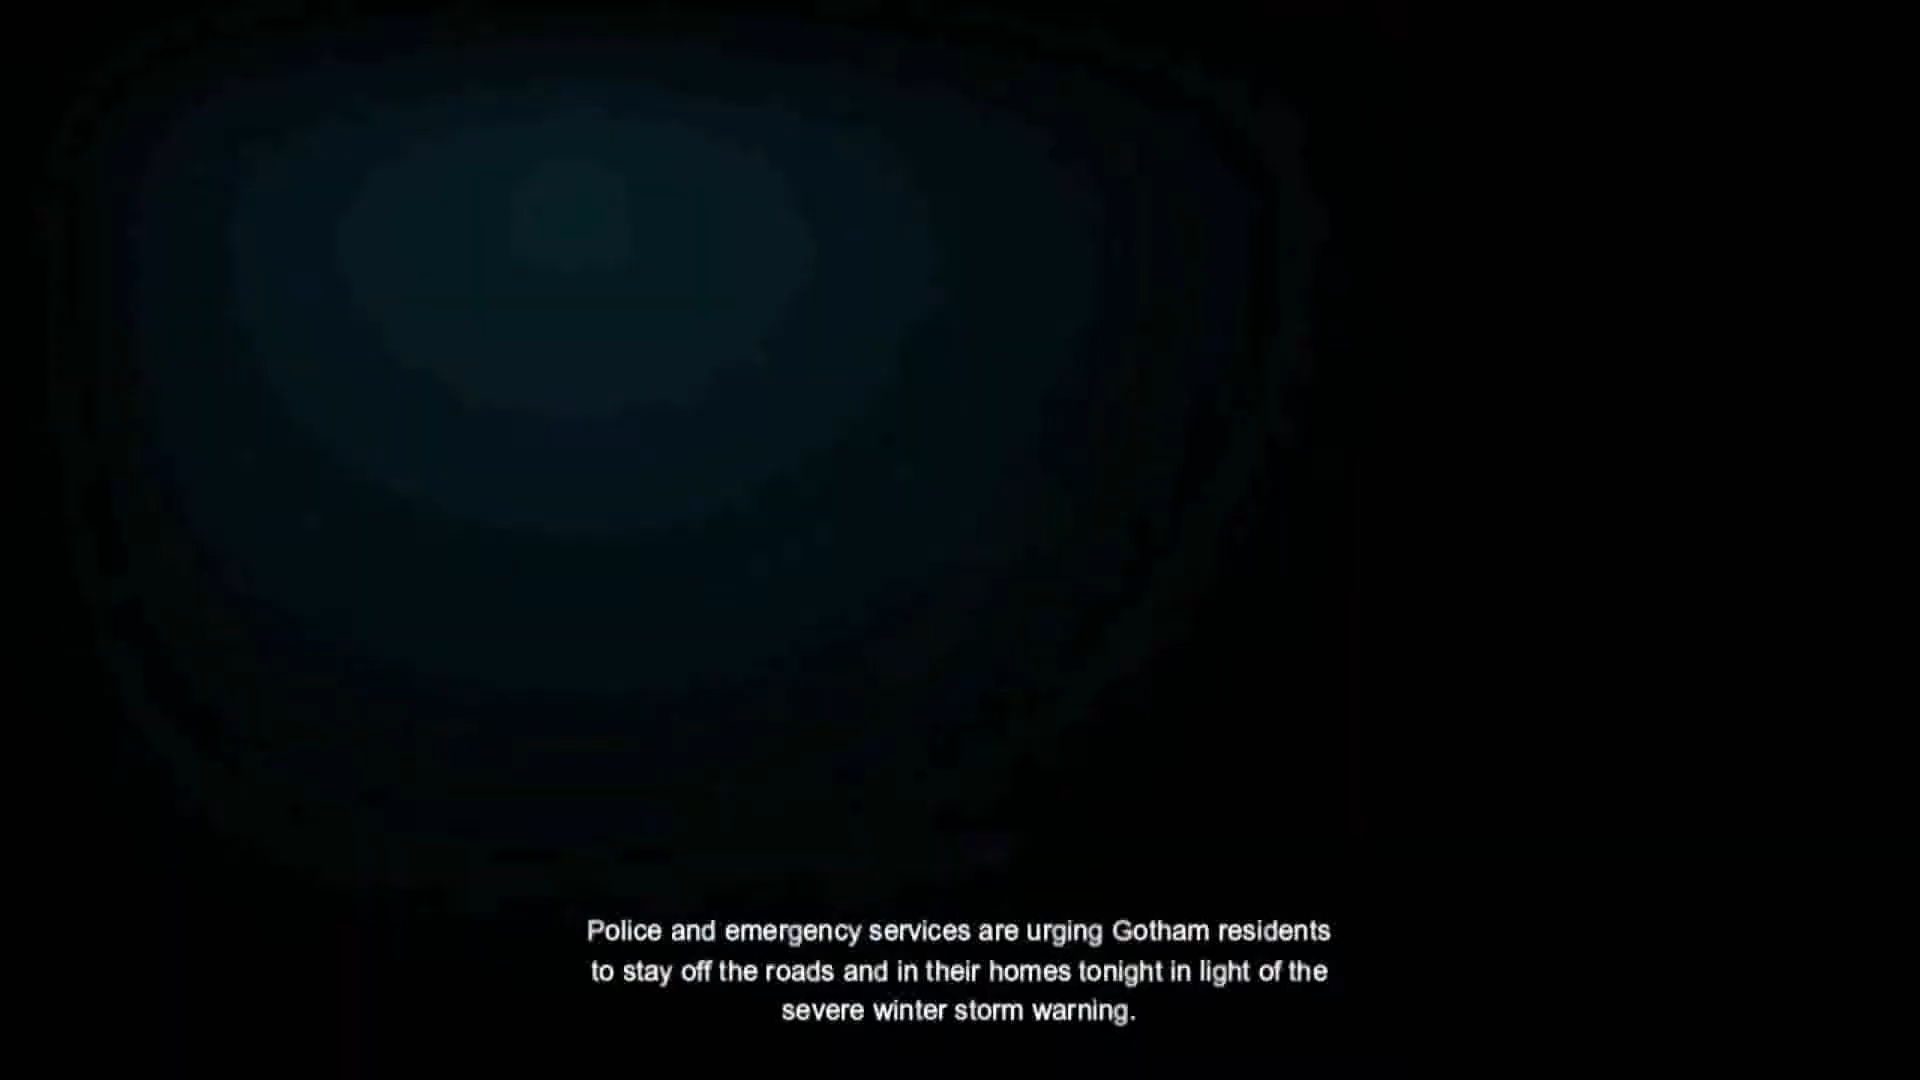 Police and emergency services are urging Gotham residents
to stay off the roads and in their homes tonight in light of the
severe winter storm warning.